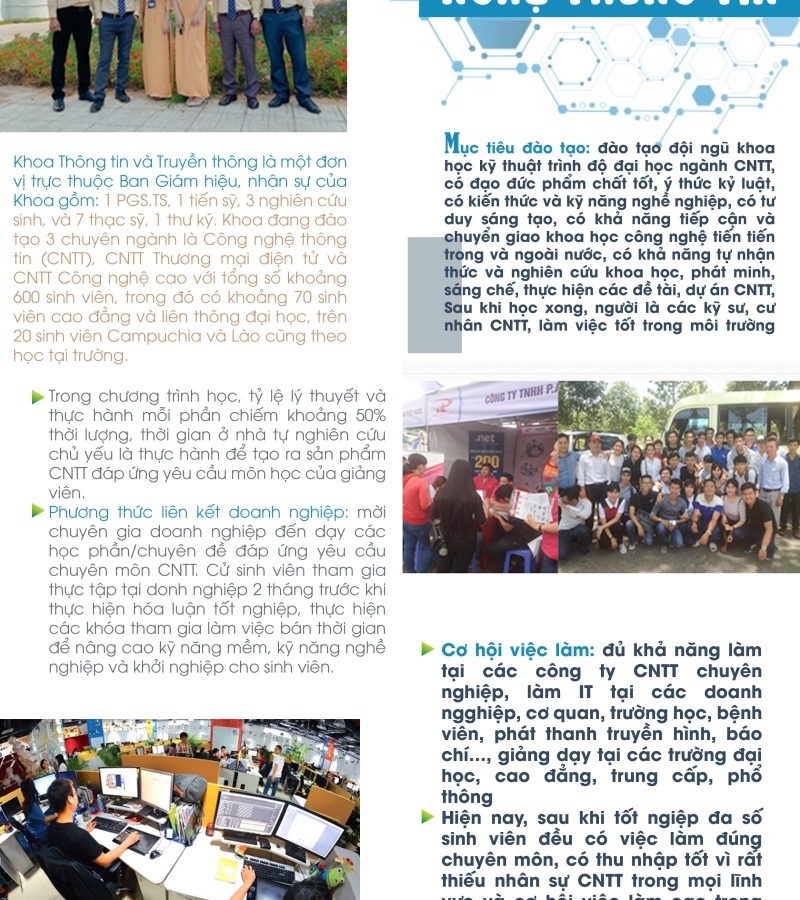 Khoa Thông tin và Truyền thông là một đơn
vị trực thuộc Ban Giám hiệu, nhân sự của
Khoa gồm: 1 PGS.TS, 1 tiến sỹ, 3 nghiên cứu
sinh, và 7 thạc sỹ, 1 thư ký. Khoa đang đào
tạo 3 chuyên ngành là Công nghệ thông
tin (CNTT), CNTT Thương mại điện tử và
CNTT Công nghệ cao với tổng số khoảng
600 sinh viên, trong đó có khoảng 70 sinh
viên cao đẳng và liên thông đại học, trên
20 sinh viên Campuchia và Lào cũng theo
học tại trường.
Trong chương trình học, tỷ lệ lý thuyết và
thực hành mỗi phần chiếm khoảng 50%
thời lượng, thời gian ở nhà tự nghiên cứu
chủ yếu là thực hành để tạo ra sản phẩm
CNTT đáp ứng yêu cầu môn học của giảng
viên.
Phương thức liên kết doanh nghiệp: mời
chuyên gia doanh nghiệp đến dạy các
học phần/chuyên đề đáp ứng yêu cầu
chuyên môn CNTT. Cử sinh viên tham gia
thực tập tại donh nghiệp 2 tháng trước khi
thực hiện hóa luận tốt nghiệp, thực hiện
các khóa tham gia làm việc bán thời gian
để nâng cao kỹ năng mềm, kỹ năng nghề
nghiệp và khởi nghiệp cho sinh viên.
NGHỆ THÔNG TIN
Mục tiêu đào tạo: đào tạo đội ngũ khoa
học kỹ thuật trình độ đại học ngành CNTT,
có đạo đức phẩm chất tốt, ý thức kỷ luật,
có kiến thức và kỹ năng nghề nghiệp, có tư
duy sáng tạo, có khả năng tiếp cận và
chuyển giao khoa học công nghệ tiến tiến
trong và ngoài nước, có khả năng tự nhận
thức và nghiên cứu khoa học, phát minh,
sáng chế, thực hiện các đề tài, dự án CNTT,
Sau khi học xong, người là các kỹ sư, cư
nhân CNTT, làm việc tốt trong môi trường
CÔNG TY TNHH P.A
.net
200
Cơ hội việc làm: đủ khả năng làm
tại các công ty CNTT chuyên
nghiệp, làm IT tại các doanh
ngghiệp, cơ quan, trường học, bệnh
viên, phát thanh truyền hình, báo
chí..., giảng dạy tại các trường đại
học, cao đẳng, trung cấp, phổ
thông
Hiện nay, sau khi tốt ngiệp đa số
sinh viên đều có việc làm đúng
chuyên môn, có thu nhập tốt vì rất
thiếu nhân sự CNTT trong mọi lĩnh
vực và cơ hội việc làm cao trong